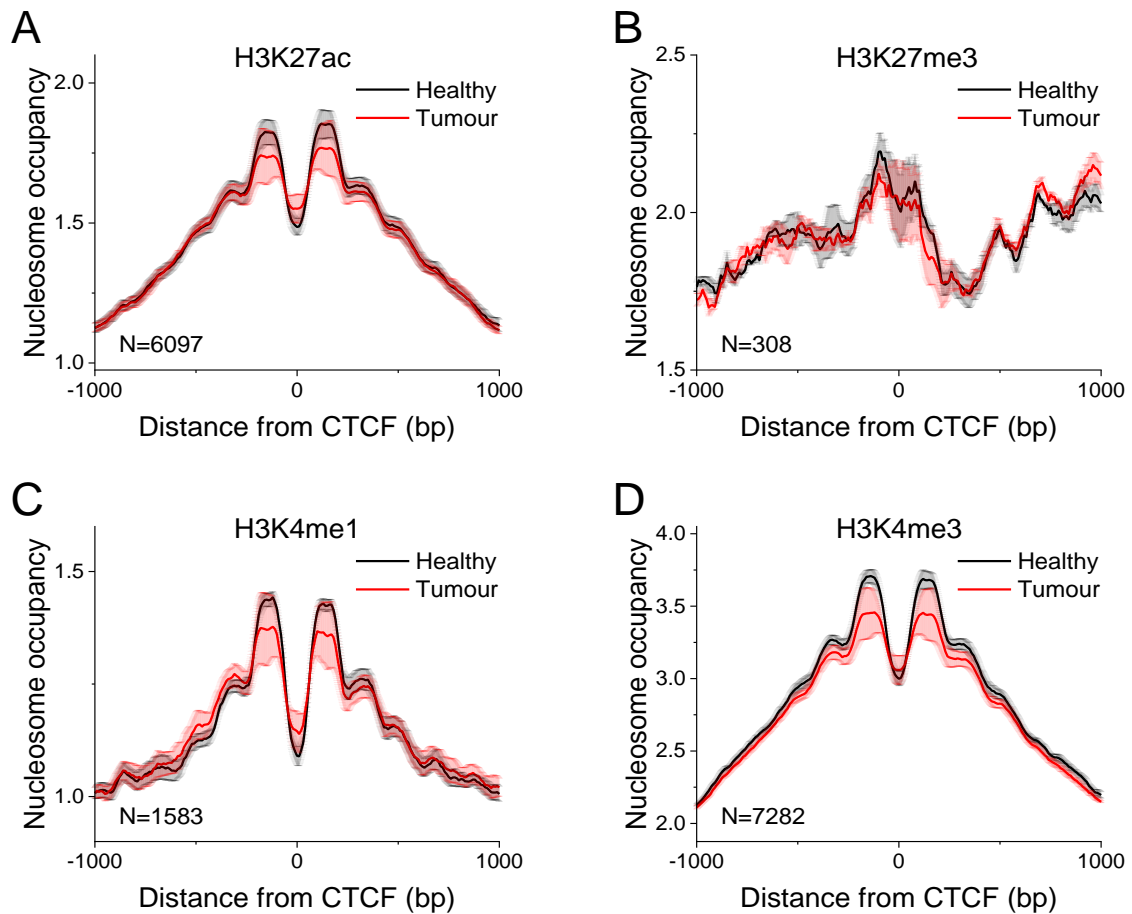 A
H3K27ac
Healthy
Tumour
Nucleosome occupancy
2.0
1.5
1.0
N=6097
-1000
0
1000
Distance from CTCF (bp)
B
H3K27me3
Healthy
Tumour
Nucleosome occupancy
2.5
2.0
1.5
N=308
-1000
0
1000
Distance from CTCF (bp)
C
H3K4me1
Healthy
Tumour
Nucleosome occupancy
1.5
1.0
N=1583
-1000
0
1000
Distance from CTCF (bp)
D
H3K4me3
Healthy
Tumour
Nucleosome occupancy
4.0
3.5
3.0
2.5
2.0
N=7282
-1000
0
1000
Distance from CTCF (bp)